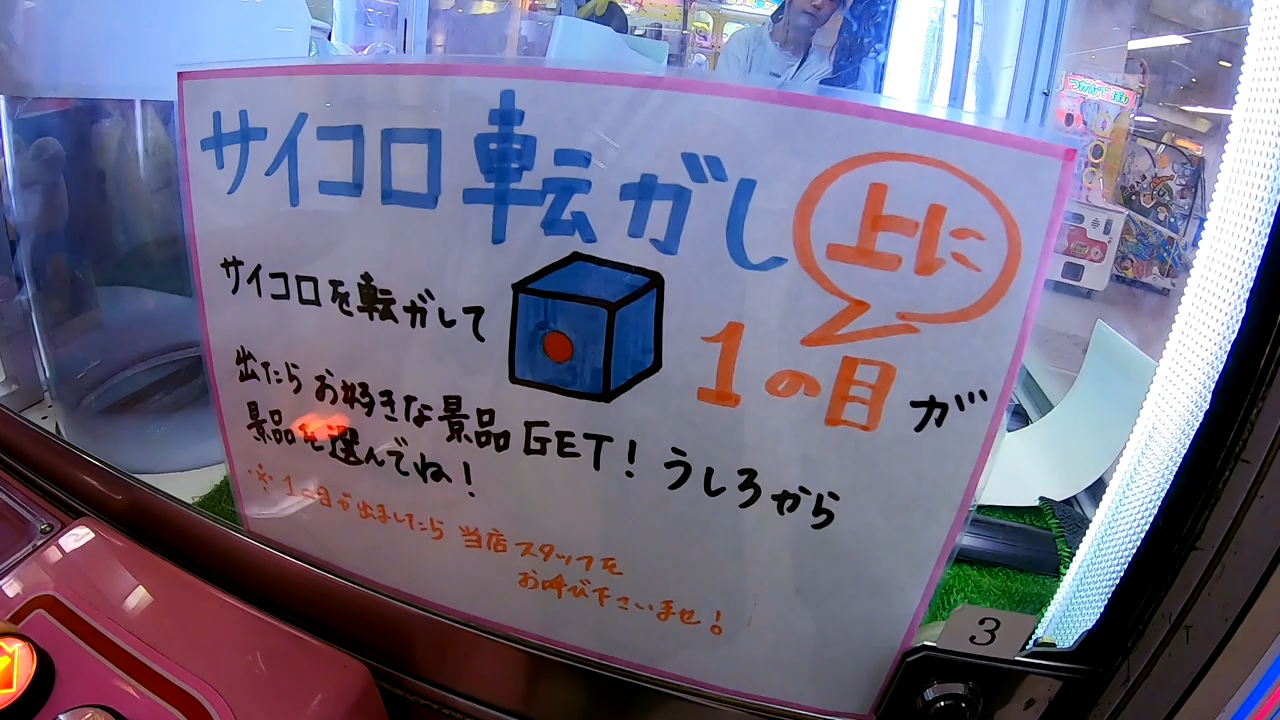 サイコロ転がし
上に
サイコロを転がして
1の目が
出たらお好きな景品GET! うしろから
景品を選んでね!
※1の目が出ましたら 当店スタッフを
お呼び下さいませ!
3